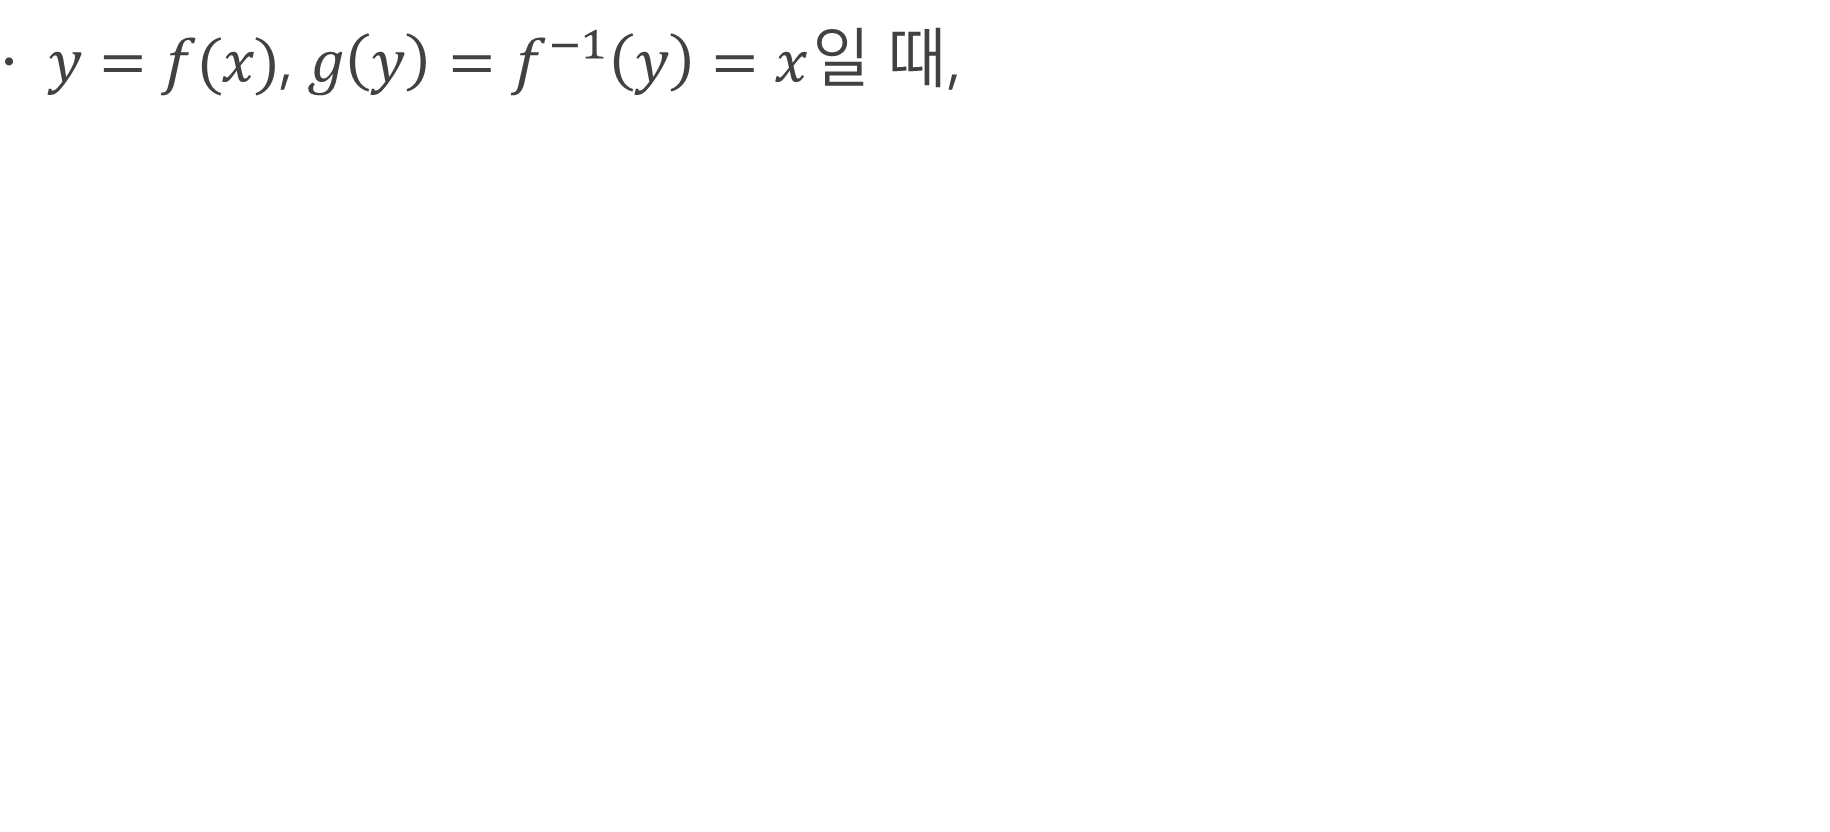 · y = f(x), g(y) = f⁻¹(y) = x일 때,